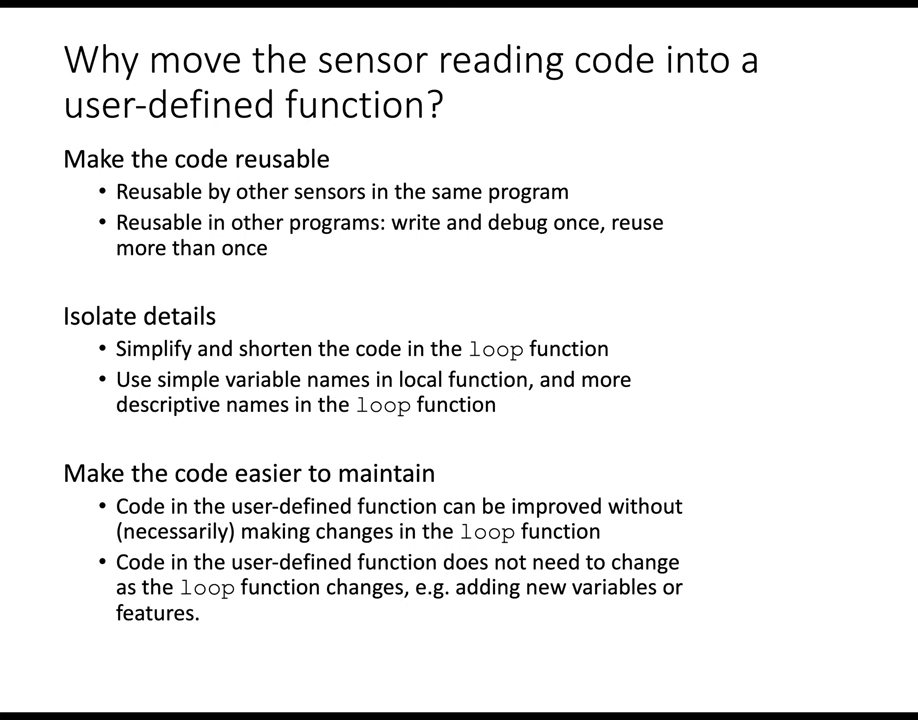 Why move the sensor reading code into a
user-defined function?
Make the code reusable
• Reusable by other sensors in the same program
• Reusable in other programs: write and debug once, reuse
more than once
Isolate details
• Simplify and shorten the code in the loop function
• Use simple variable names in local function, and more
descriptive names in the loop function
Make the code easier to maintain
• Code in the user-defined function can be improved without
(necessarily) making changes in the loop function
• Code in the user-defined function does not need to change
as the loop function changes, e.g. adding new variables or
features.